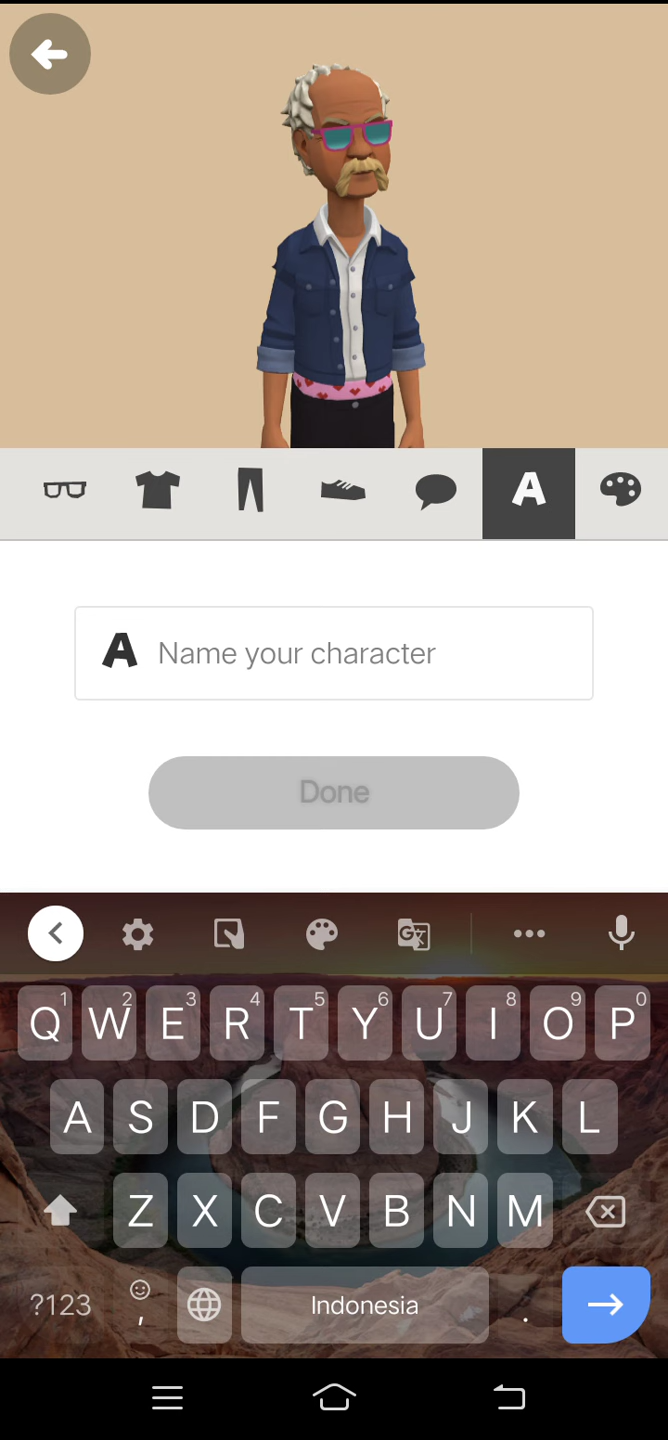 A
A Name your character
Done
1 2 3 4 5 6 7 8 9 0
Q W E R T Y U I O P
A S D F G H J K L
Z X C V B N M
?123 , Indonesia .